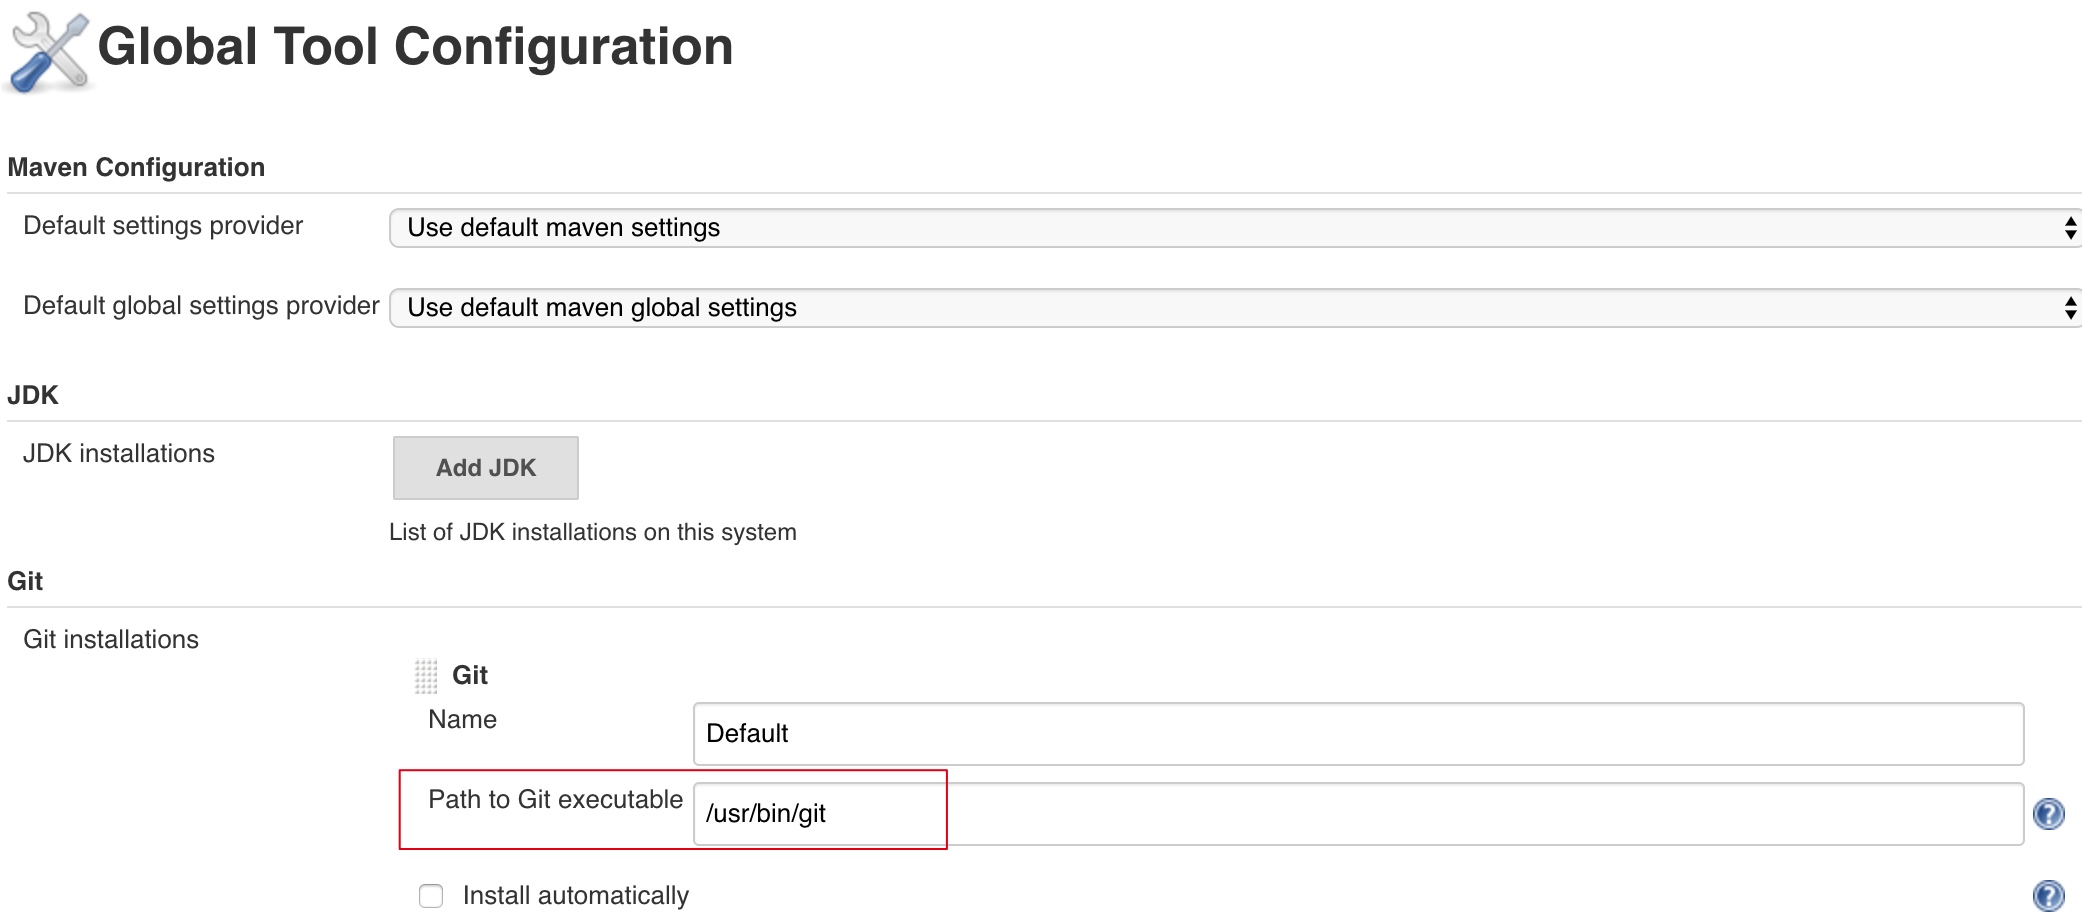 Global Tool Configuration
Maven Configuration
Default settings provider Use default maven settings
Default global settings provider Use default maven global settings
JDK
JDK installations Add JDK
List of JDK installations on this system
Git
Git installations
Git
Name Default
Path to Git executable /usr/bin/git ?
Install automatically ?